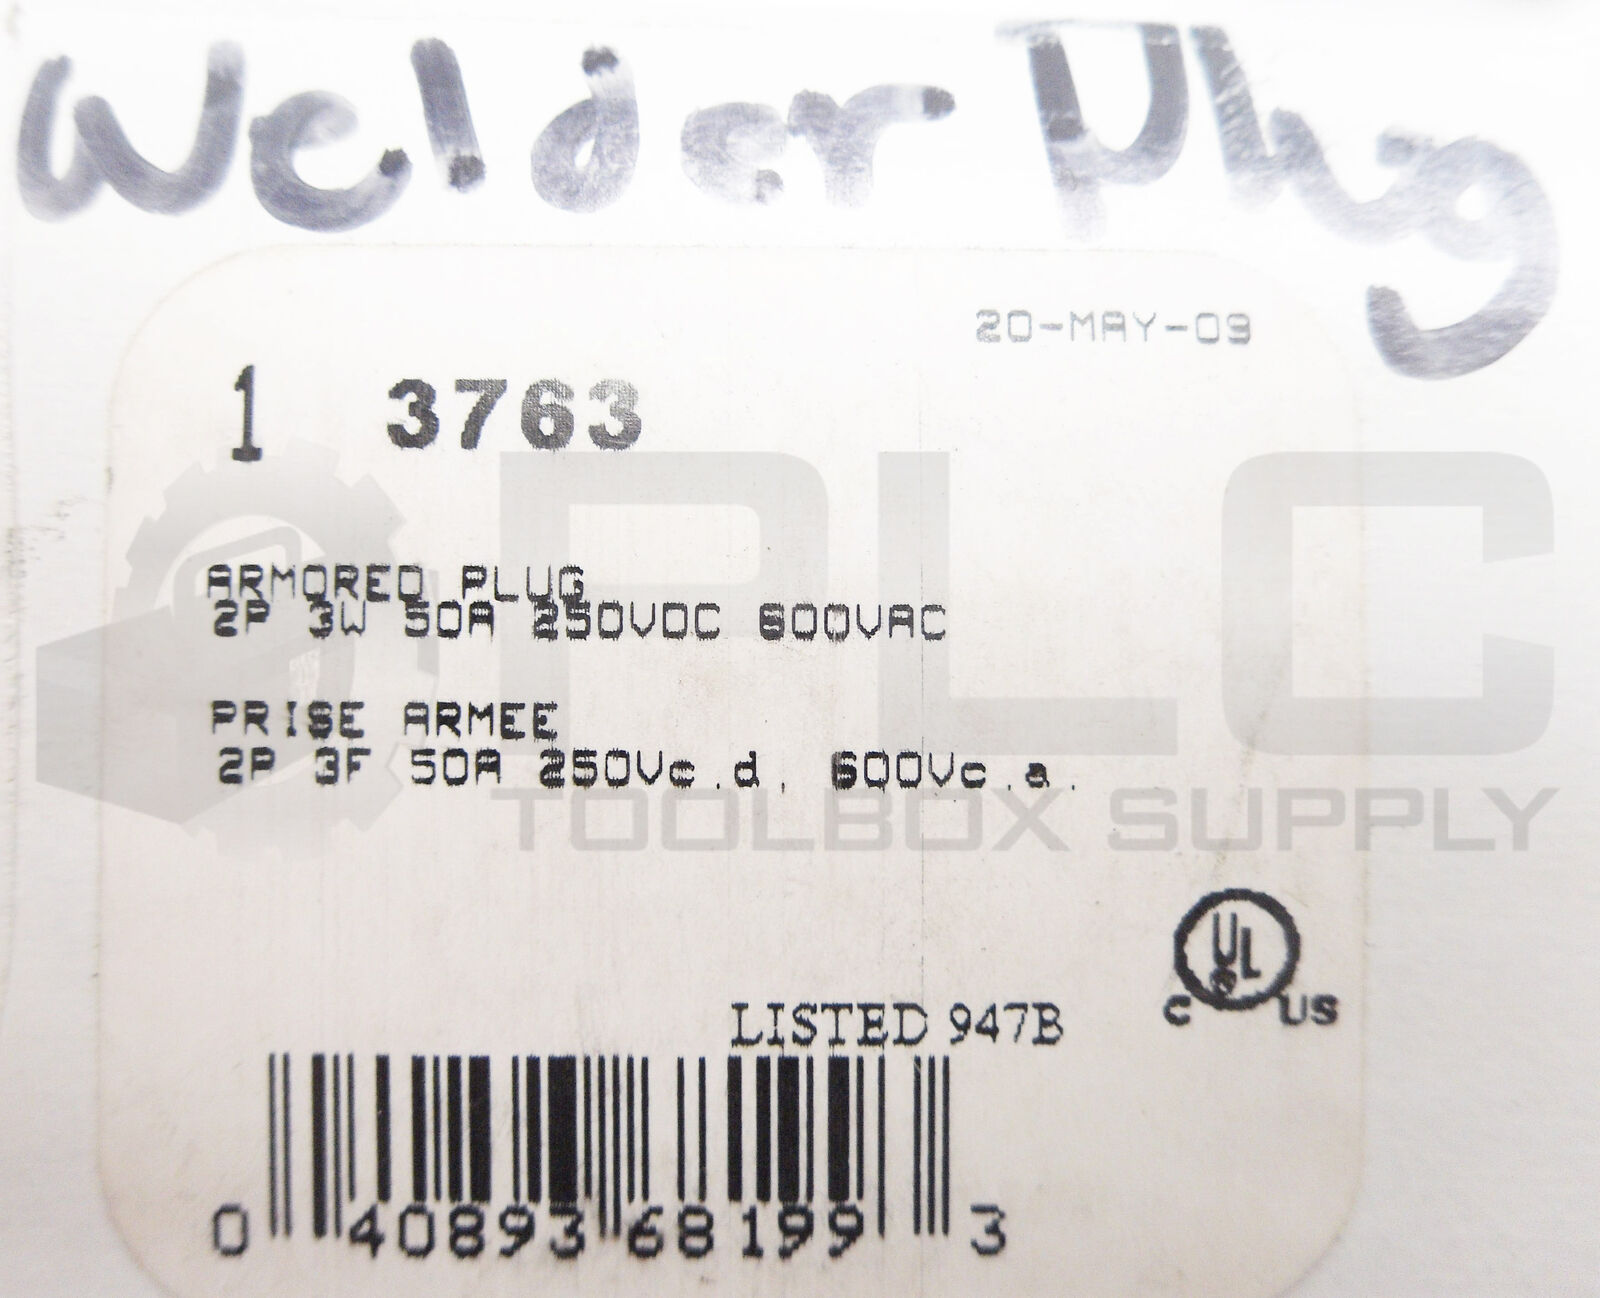 Welder Plug
20-MAY-09
1 3763
ARMORED PLUG
2P 3W 50A 250VDC 600VAC
PRISE ARMEE
2P 3F 50A 250Vc.d. 600Vc.a.
PLC
TOOLBOX SUPPLY
UL
C US
LISTED 947B
0 40893 68199 3